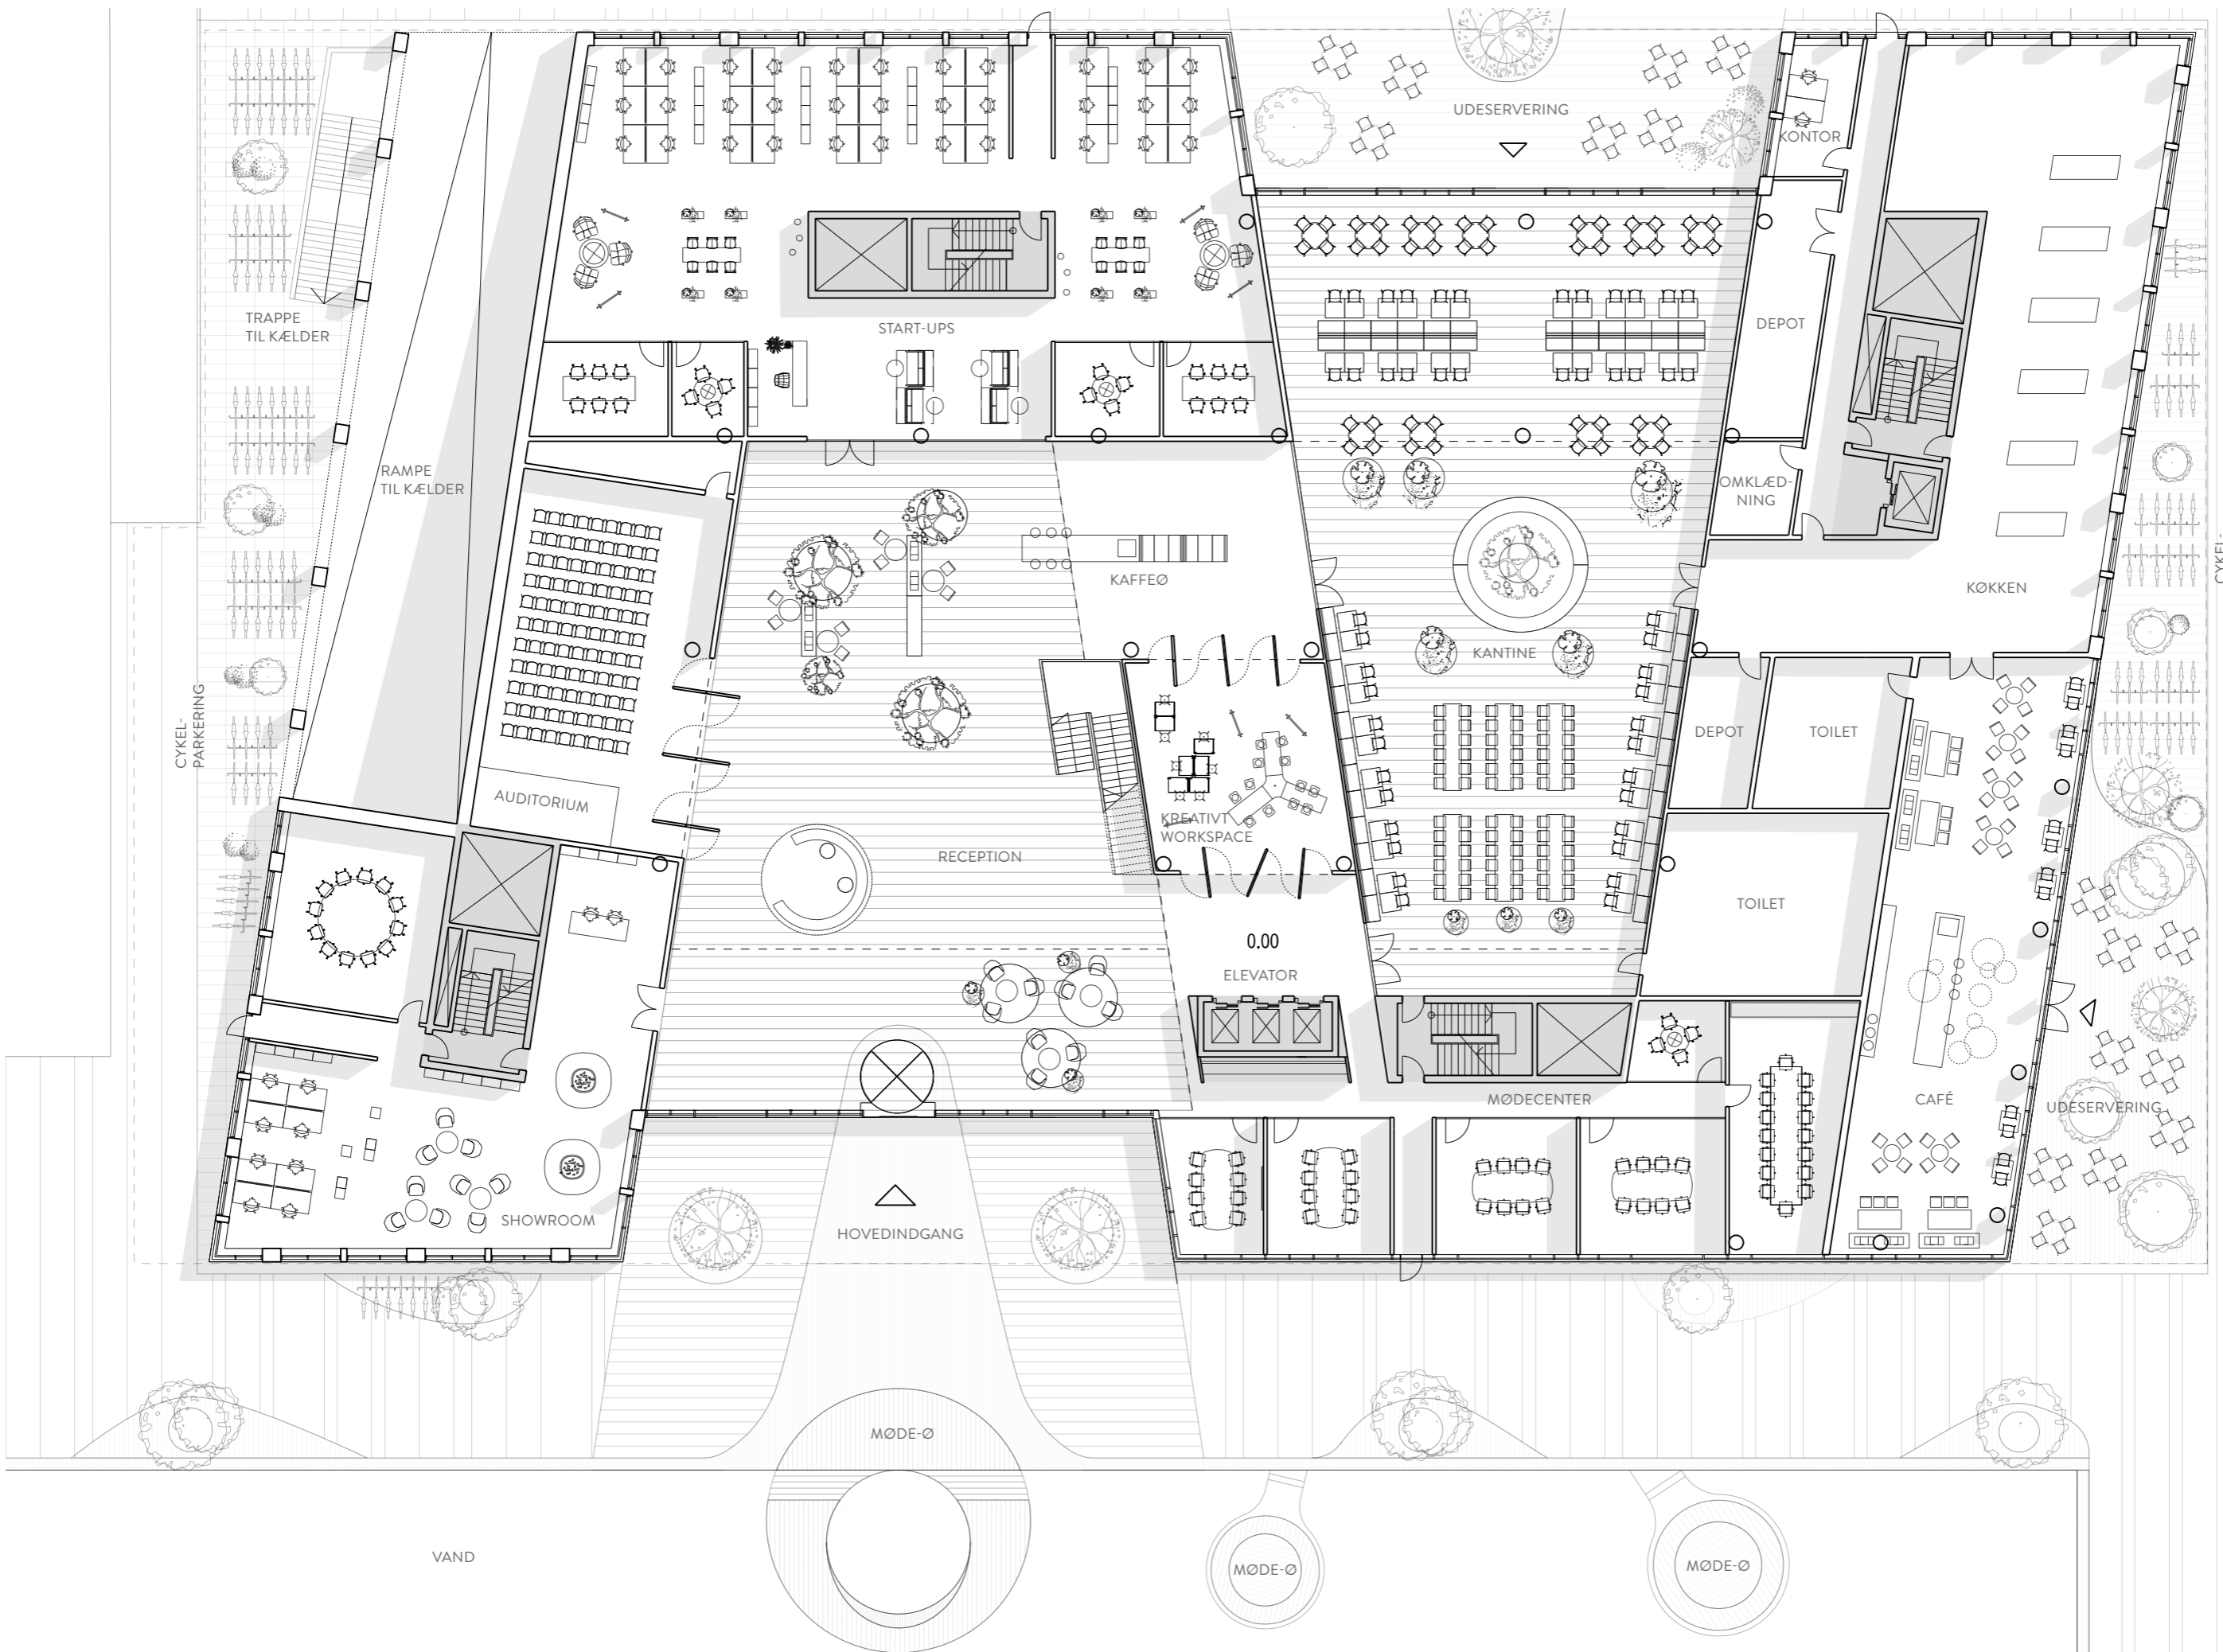 UDESERVERING
KONTOR
TRAPPE
TIL KÆLDER
START-UPS
DEPOT
RAMPE
TIL KÆLDER
OMKLÆD-
NING
KAFFEØ
KØKKEN
CYKEL-
KANTINE
CYKEL-
PARKERING
DEPOT
TOILET
AUDITORIUM
KREATIVT
WORKSPACE
RECEPTION
TOILET
0.00
ELEVATOR
MØDECENTER
CAFÉ
UDESERVERING
SHOWROOM
HOVEDINDGANG
MØDE-Ø
VAND
MØDE-Ø
MØDE-Ø